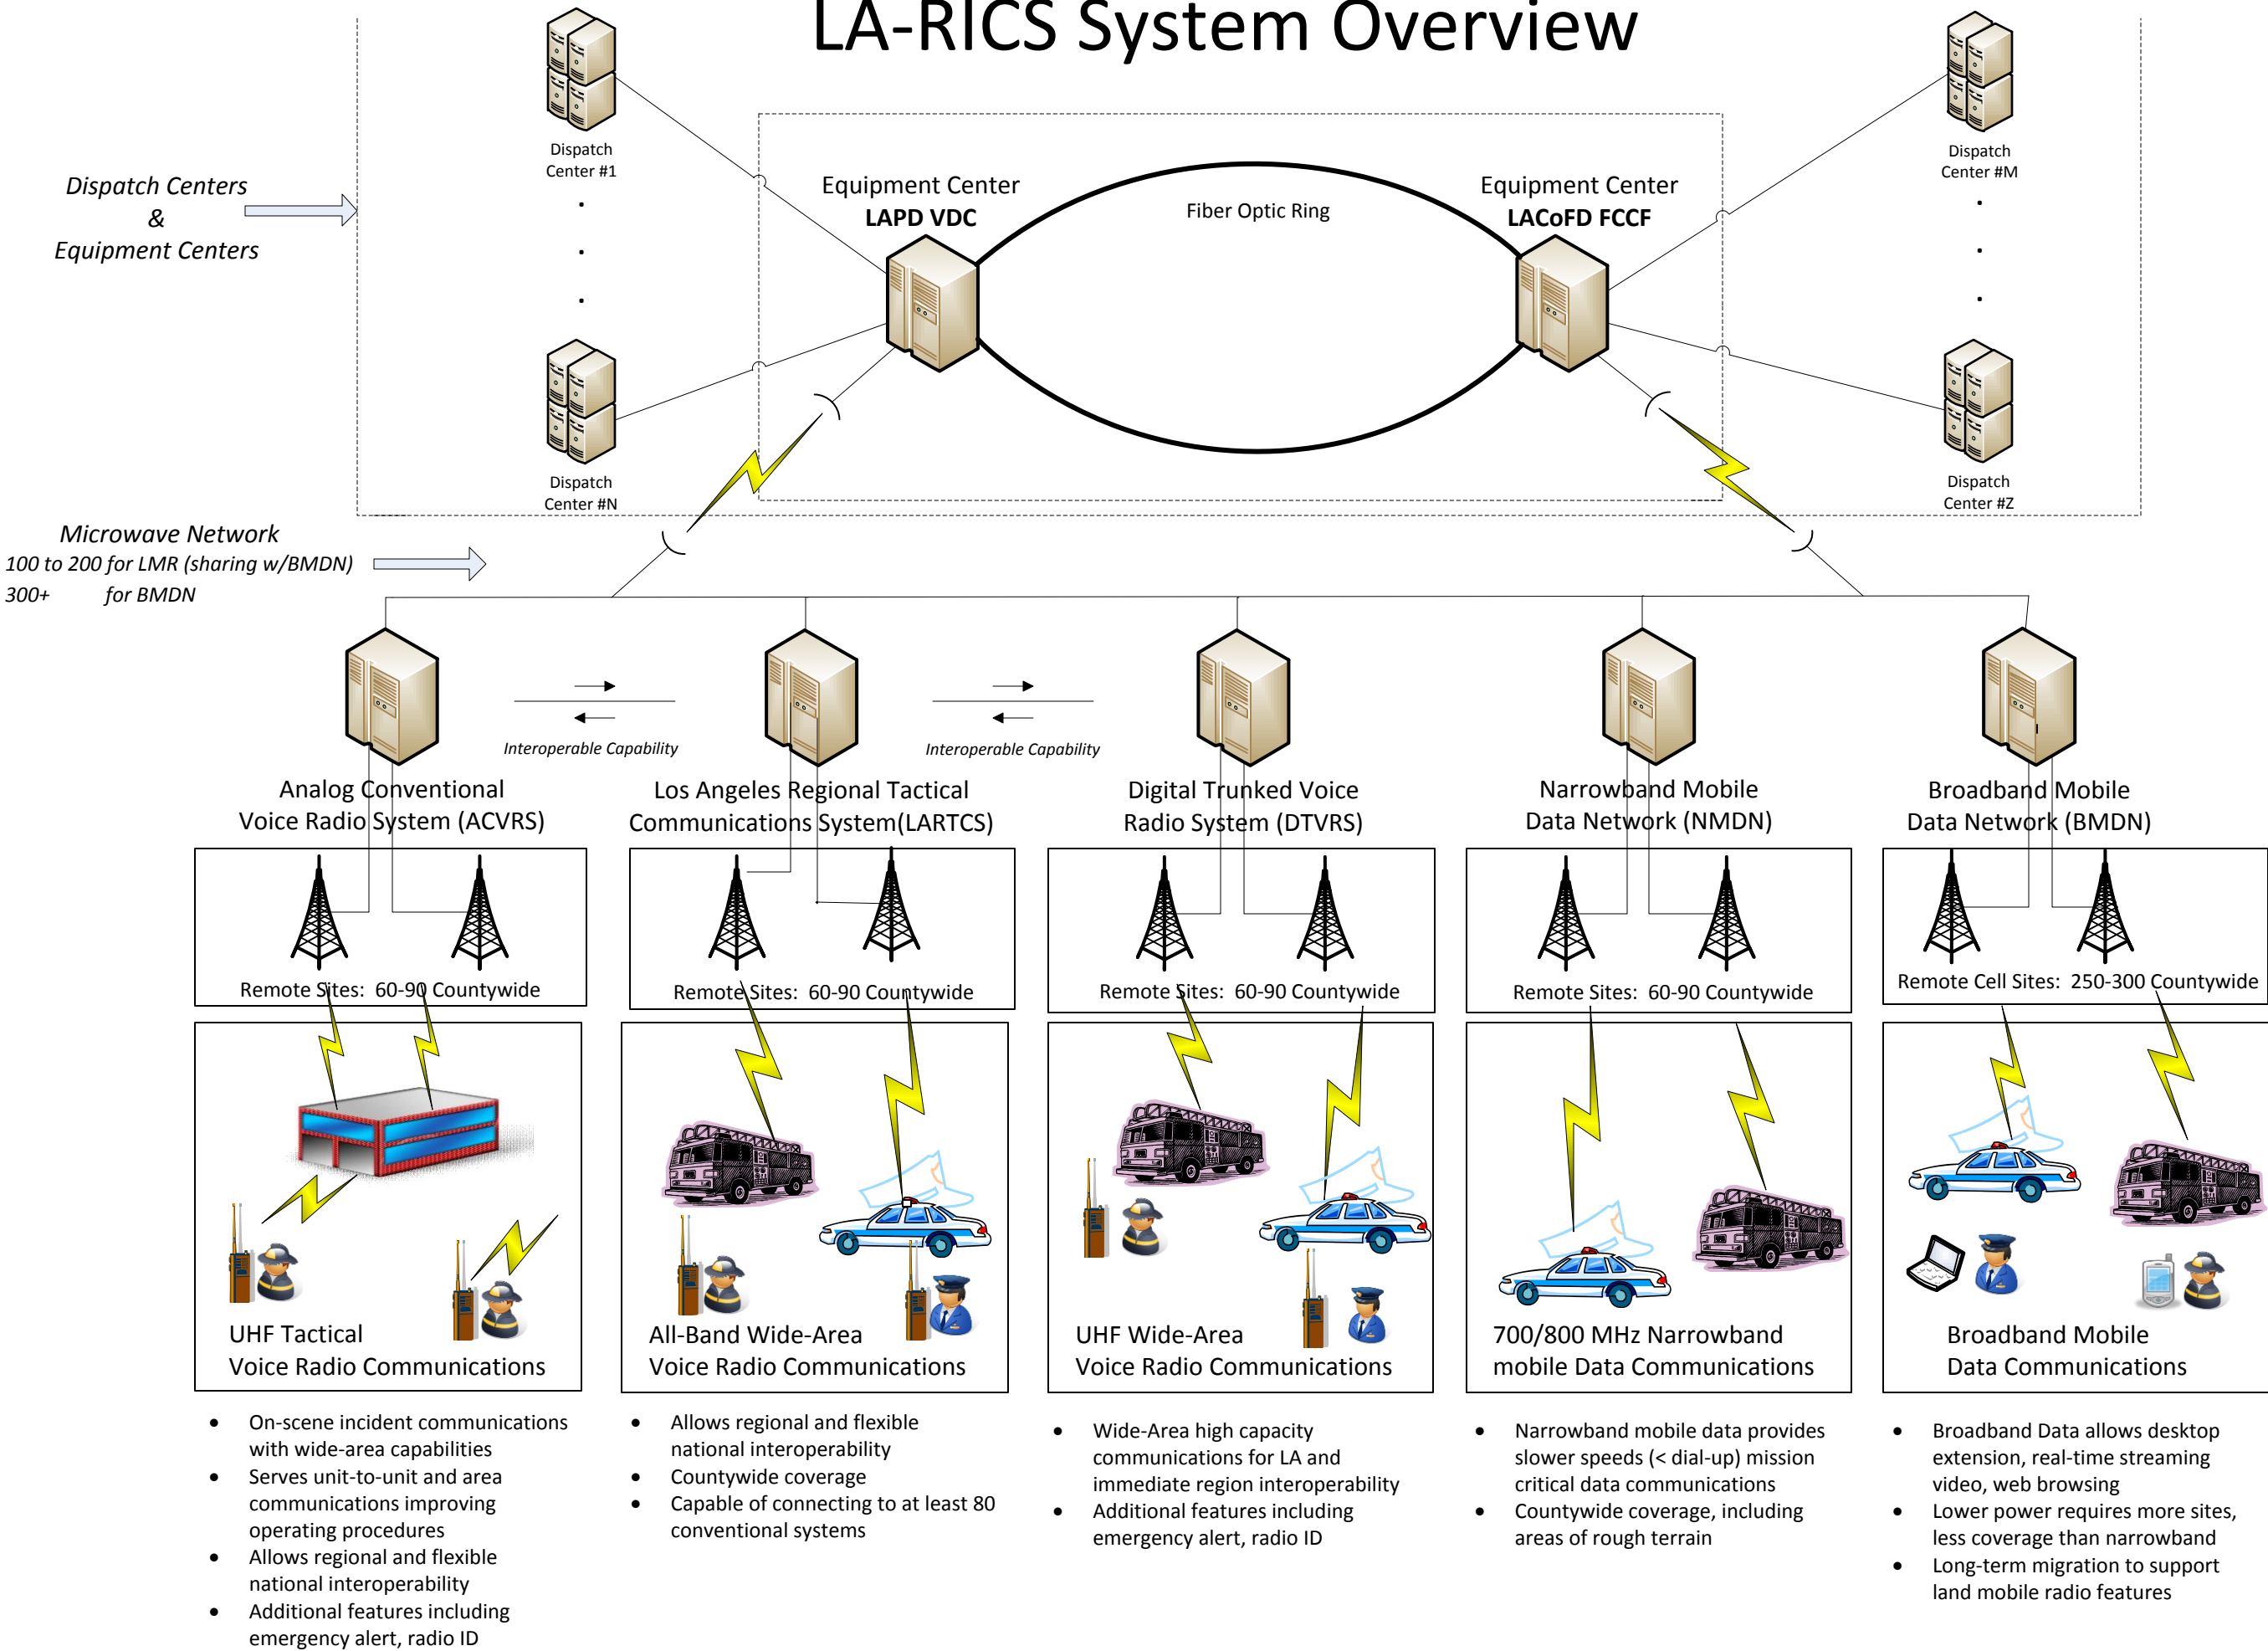 LA-RICS System Overview
Dispatch
Center #1
Dispatch
Center #M
Dispatch Centers
&
Equipment Centers
Equipment Center
LAPD VDC
Fiber Optic Ring
Equipment Center
LACoFD FCCF
Dispatch
Center #N
Dispatch
Center #Z
Microwave Network
100 to 200 for LMR (sharing w/BMDN)
300+ for BMDN
Interoperable Capability
Interoperable Capability
Analog Conventional
Voice Radio System (ACVRS)
Los Angeles Regional Tactical
Communications System(LARTCS)
Digital Trunked Voice
Radio System (DTVRS)
Narrowband Mobile
Data Network (NMDN)
Broadband Mobile
Data Network (BMDN)
Remote Sites: 60-90 Countywide
Remote Sites: 60-90 Countywide
Remote Sites: 60-90 Countywide
Remote Sites: 60-90 Countywide
Remote Cell Sites: 250-300 Countywide
UHF Tactical
Voice Radio Communications
All-Band Wide-Area
Voice Radio Communications
UHF Wide-Area
Voice Radio Communications
700/800 MHz Narrowband
mobile Data Communications
Broadband Mobile
Data Communications
• On-scene incident communications
with wide-area capabilities
• Serves unit-to-unit and area
communications improving
operating procedures
• Allows regional and flexible
national interoperability
• Additional features including
emergency alert, radio ID
• Allows regional and flexible
national interoperability
• Countywide coverage
• Capable of connecting to at least 80
conventional systems
• Wide-Area high capacity
communications for LA and
immediate region interoperability
• Additional features including
emergency alert, radio ID
• Narrowband mobile data provides
slower speeds (< dial-up) mission
critical data communications
• Countywide coverage, including
areas of rough terrain
• Broadband Data allows desktop
extension, real-time streaming
video, web browsing
• Lower power requires more sites,
less coverage than narrowband
• Long-term migration to support
land mobile radio features